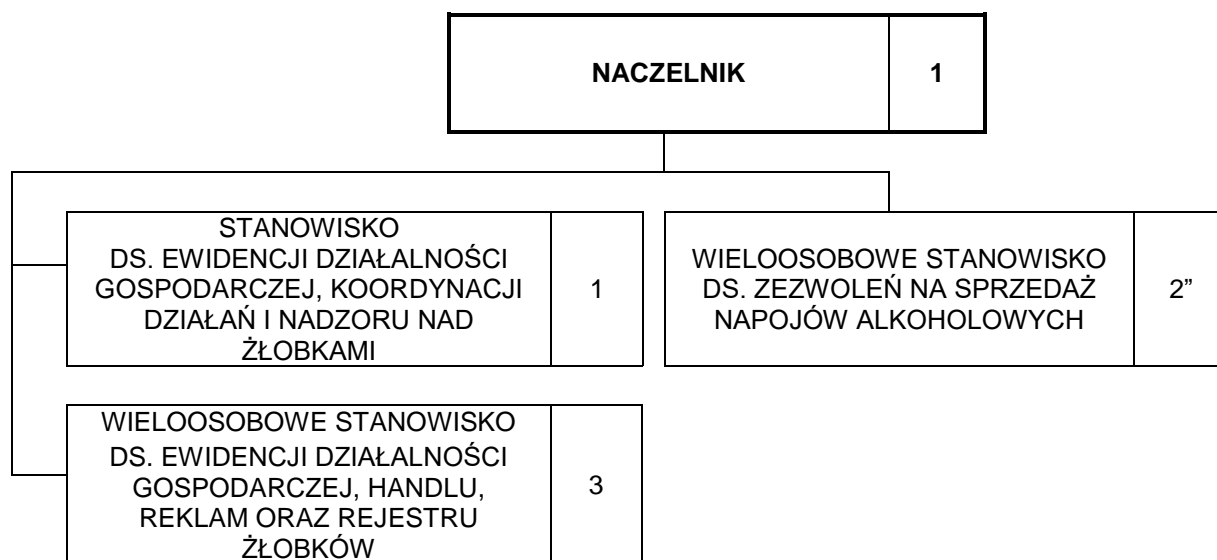 NACZELNIK 1
STANOWISKO
DS. EWIDENCJI DZIAŁALNOŚCI
GOSPODARCZEJ, KOORDYNACJI
DZIAŁAŃ I NADZORU NAD
ŻŁOBKAMI
1
WIELOOSOBOWE STANOWISKO
DS. ZEZWOLEŃ NA SPRZEDAŻ
NAPOJÓW ALKOHOLOWYCH
2”
WIELOOSOBOWE STANOWISKO
DS. EWIDENCJI DZIAŁALNOŚCI
GOSPODARCZEJ, HANDLU,
REKLAM ORAZ REJESTRU
ŻŁOBKÓW
3